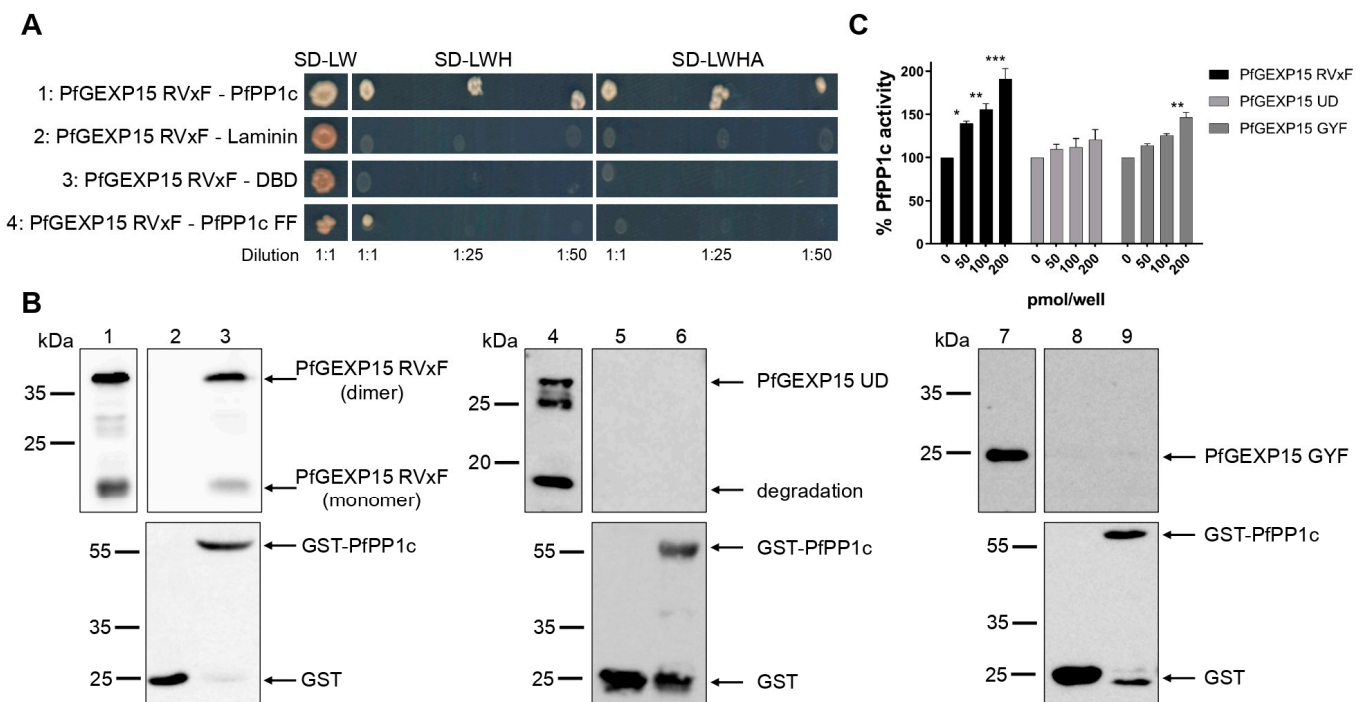 A
SD-LW SD-LWH SD-LWHA
1: PfGEXP15 RVxF - PfPP1c
2: PfGEXP15 RVxF - Laminin
3: PfGEXP15 RVxF - DBD
4: PfGEXP15 RVxF - PfPP1c FF
Dilution 1:1 1:1 1:25 1:50 1:1 1:25 1:50
C
% PfPP1c activity
200
150
100
50
0
* ** *** **
0 50 100 200 0 50 100 200 0 50 100 200
pmol/well
PfGEXP15 RVxF
PfGEXP15 UD
PfGEXP15 GYF
B
kDa 1 2 3
35
25
PfGEXP15 RVxF
(dimer)
PfGEXP15 RVxF
(monomer)
55
35
25
GST-PfPP1c
GST
kDa 4 5 6
25
20
PfGEXP15 UD
degradation
55
35
25
GST-PfPP1c
GST
kDa 7 8 9
35
25
PfGEXP15 GYF
55
35
25
GST-PfPP1c
GST